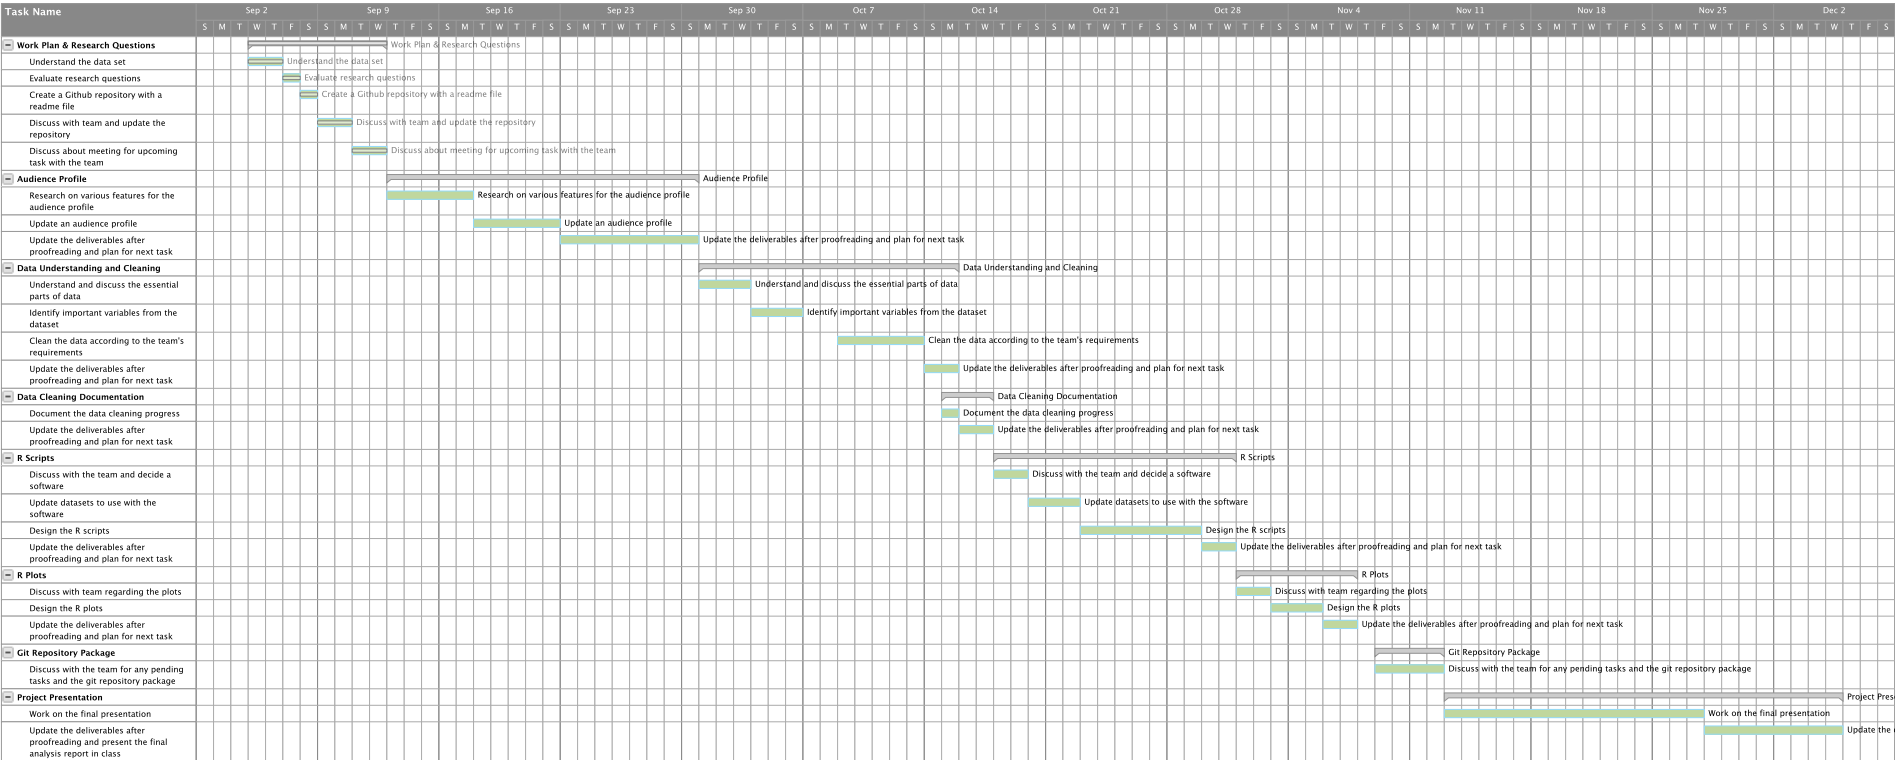 Task Name Sep 2 Sep 9 Sep 16 Sep 23 Sep 30 Oct 7 Oct 14 Oct 21 Oct 28 Nov 4 Nov 11 Nov 18 Nov 25 Dec 2
S M T W T F S S M T W T F S S M T W T F S S M T W T F S S M T W T F S S M T W T F S S M T W T F S S M T W T F S S M T W T F S S M T W T F S S M T W T F S S M T W T F S S M T W T F S S M T W T F S
Work Plan & Research Questions Work Plan & Research Questions
Understand the data set Understand the data set
Evaluate research questions Evaluate research questions
Create a Github repository with a Create a Github repository with a readme file
readme file
Discuss with team and update the Discuss with team and update the repository
repository
Discuss about meeting for upcoming Discuss about meeting for upcoming task with the team
task with the team
Audience Profile Audience Profile
Research on various features for the Research on various features for the audience profile
audience profile
Update an audience profile Update an audience profile
Update the deliverables after Update the deliverables after proofreading and plan for next task
proofreading and plan for next task
Data Understanding and Cleaning Data Understanding and Cleaning
Understand and discuss the essential Understand and discuss the essential parts of data
parts of data
Identify important variables from the Identify important variables from the dataset
dataset
Clean the data according to the team's Clean the data according to the team's requirements
requirements
Update the deliverables after Update the deliverables after proofreading and plan for next task
proofreading and plan for next task
Data Cleaning Documentation Data Cleaning Documentation
Document the data cleaning progress Document the data cleaning progress
Update the deliverables after Update the deliverables after proofreading and plan for next task
proofreading and plan for next task
R Scripts R Scripts
Discuss with the team and decide a Discuss with the team and decide a software
software
Update datasets to use with the Update datasets to use with the software
software
Design the R scripts Design the R scripts
Update the deliverables after Update the deliverables after proofreading and plan for next task
proofreading and plan for next task
R Plots R Plots
Discuss with team regarding the plots Discuss with team regarding the plots
Design the R plots Design the R plots
Update the deliverables after Update the deliverables after proofreading and plan for next task
proofreading and plan for next task
Git Repository Package Git Repository Package
Discuss with the team for any pending Discuss with the team for any pending tasks and the git repository package
tasks and the git repository package
Project Presentation Project Pres
Work on the final presentation Work on the final presentation
Update the deliverables after Update the
proofreading and present the final
analysis report in class